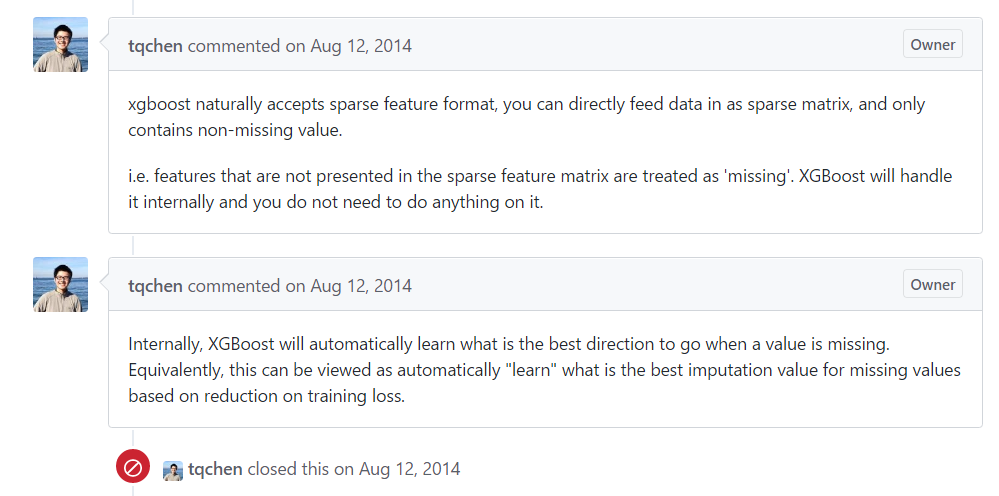 tqchen commented on Aug 12, 2014 Owner
xgboost naturally accepts sparse feature format, you can directly feed data in as sparse matrix, and only
contains non-missing value.
i.e. features that are not presented in the sparse feature matrix are treated as 'missing'. XGBoost will handle
it internally and you do not need to do anything on it.
tqchen commented on Aug 12, 2014 Owner
Internally, XGBoost will automatically learn what is the best direction to go when a value is missing.
Equivalently, this can be viewed as automatically "learn" what is the best imputation value for missing values
based on reduction on training loss.
tqchen closed this on Aug 12, 2014